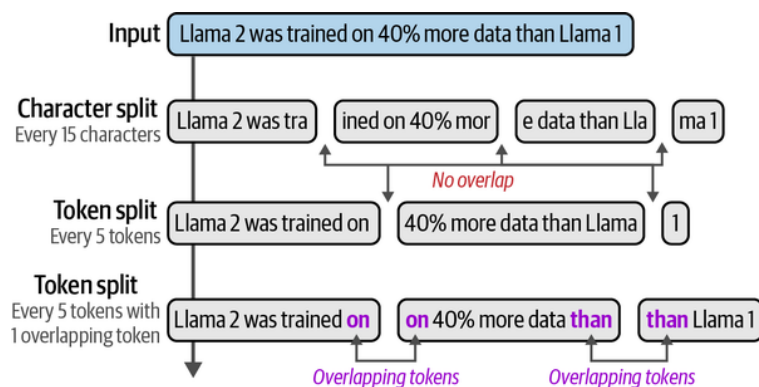 Input
Llama 2 was trained on 40% more data than Llama 1
Character split
Every 15 characters
Llama 2 was tra
ined on 40% mor
e data than Lla
ma 1
No overlap
Token split
Every 5 tokens
Llama 2 was trained on
40% more data than Llama
1
Token split
Every 5 tokens with
1 overlapping token
Llama 2 was trained on
on 40% more data than
than Llama 1
Overlapping tokens
Overlapping tokens